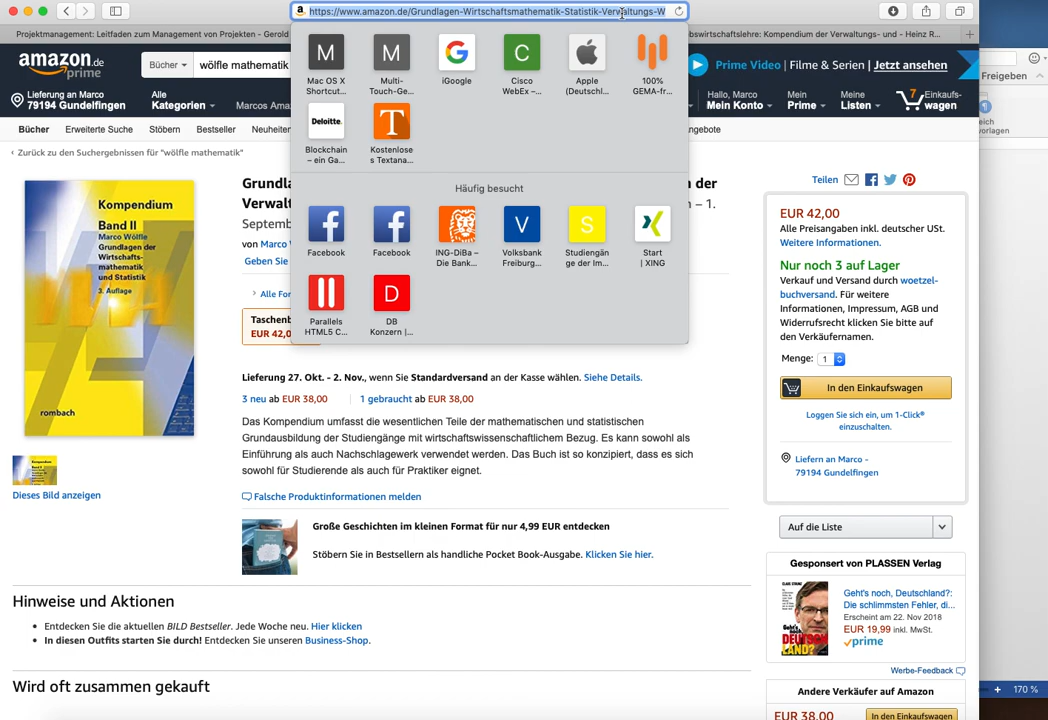 https://www.amazon.de/Grundlagen-Wirtschaftsmathematik-Statistik-Verwaltungs-W
Projektmanagement: Leitfaden zum Management von Projekten - Gerold
bswirtschaftslehre: Kompendium der Verwaltungs- und - Heinz R...
M
M
G
C
100%
Mac OS X Shortcut...
Multi-Touch-Ge...
iGoogle
Cisco WebEx –...
Apple (Deutschl...
GEMA-fr...
Deloitte.
T
Blockchain – ein Ga...
Kostenlose s Textana...
Häufig besucht
Facebook
Facebook
ING-DiBa – Die Bank...
V
Volksbank Freiburg...
S
Studiengän ge der Im...
Start | XING
Parallels HTML5 C...
D
DB Konzern |...
amazon.de
prime
Bücher
wölfle mathematik
Prime Video | Filme & Serien | Jetzt ansehen
Freigeben
Lieferung an Marco
79194 Gundelfingen
Alle
Kategorien
Marcos Ama
Hallo, Marco
Mein Konto
Mein
Prime
Meine
Listen
7
Einkaufs-
wagen
eich
vorlagen
Bücher
Erweiterte Suche
Stöbern
Bestseller
Neuheiten
ngebote
‹ Zurück zu den Suchergebnissen für "wölfle mathematik"
Kompendium
Band II
Marco Wölfle
Grundlagen der
Wirtschafts-
mathematik
und Statistik
3. Auflage
rombach
Dieses Bild anzeigen
Grundla
der
Verwalt
n – 1.
Septemb
von Marco W
Geben Sie
Alle For
Taschenb
EUR 42,0
Lieferung 27. Okt. - 2. Nov., wenn Sie Standardversand an der Kasse wählen. Siehe Details.
3 neu ab EUR 38,00
1 gebraucht ab EUR 38,00
Das Kompendium umfasst die wesentlichen Teile der mathematischen und statistischen
Grundausbildung der Studiengänge mit wirtschaftswissenschaftlichem Bezug. Es kann sowohl als
Einführung als auch Nachschlagewerk verwendet werden. Das Buch ist so konzipiert, dass es sich
sowohl für Studierende als auch für Praktiker eignet.
Falsche Produktinformationen melden
Große Geschichten im kleinen Format für nur 4,99 EUR entdecken
Stöbern Sie in Bestsellern als handliche Pocket Book-Ausgabe. Klicken Sie hier.
Hinweise und Aktionen
Entdecken Sie die aktuellen BILD Bestseller. Jede Woche neu. Hier klicken
In diesen Outfits starten Sie durch! Entdecken Sie unseren Business-Shop.
Wird oft zusammen gekauft
Teilen
EUR 42,00
Alle Preisangaben inkl. deutscher USt.
Weitere Informationen.
Nur noch 3 auf Lager
Verkauf und Versand durch woetzel-
buchversand. Für weitere
Informationen, Impressum, AGB und
Widerrufsrecht klicken Sie bitte auf
den Verkäufernamen.
Menge: 1
In den Einkaufswagen
Loggen Sie sich ein, um 1-Click®
einzuschalten.
Liefern an Marco -
79194 Gundelfingen
Auf die Liste
Gesponsert von PLASSEN Verlag
Geht's noch,
DEUTSCH
LAND?
Geht's noch, Deutschland?:
Die schlimmsten Fehler, di...
Erscheint am 22. Nov 2018
EUR 19,99 inkl. MwSt.
prime
Werbe-Feedback
Andere Verkäufer auf Amazon
EUR 38,00
In den Einkaufswagen
+ 170 %